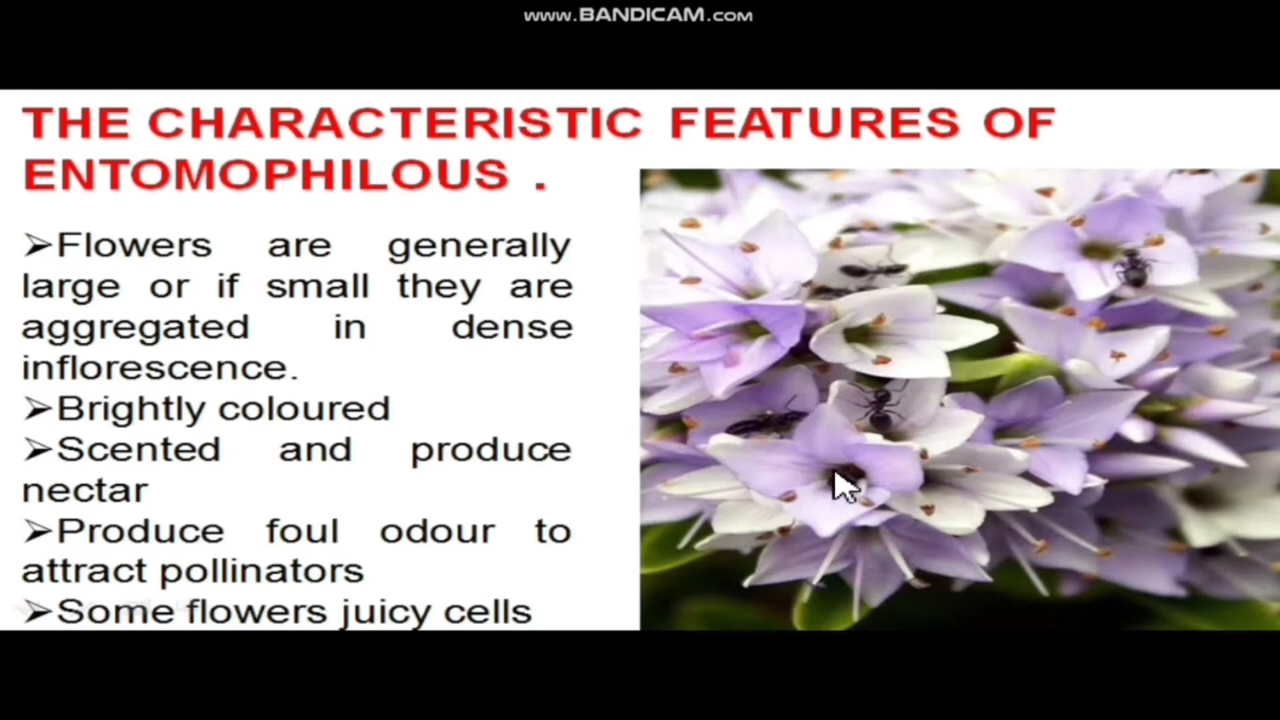 www.BANDICAM.com
THE CHARACTERISTIC FEATURES OF
ENTOMOPHILOUS .
➢Flowers are generally
large or if small they are
aggregated in dense
inflorescence.
➢Brightly coloured
➢Scented and produce
nectar
➢Produce foul odour to
attract pollinators
➢Some flowers juicy cells